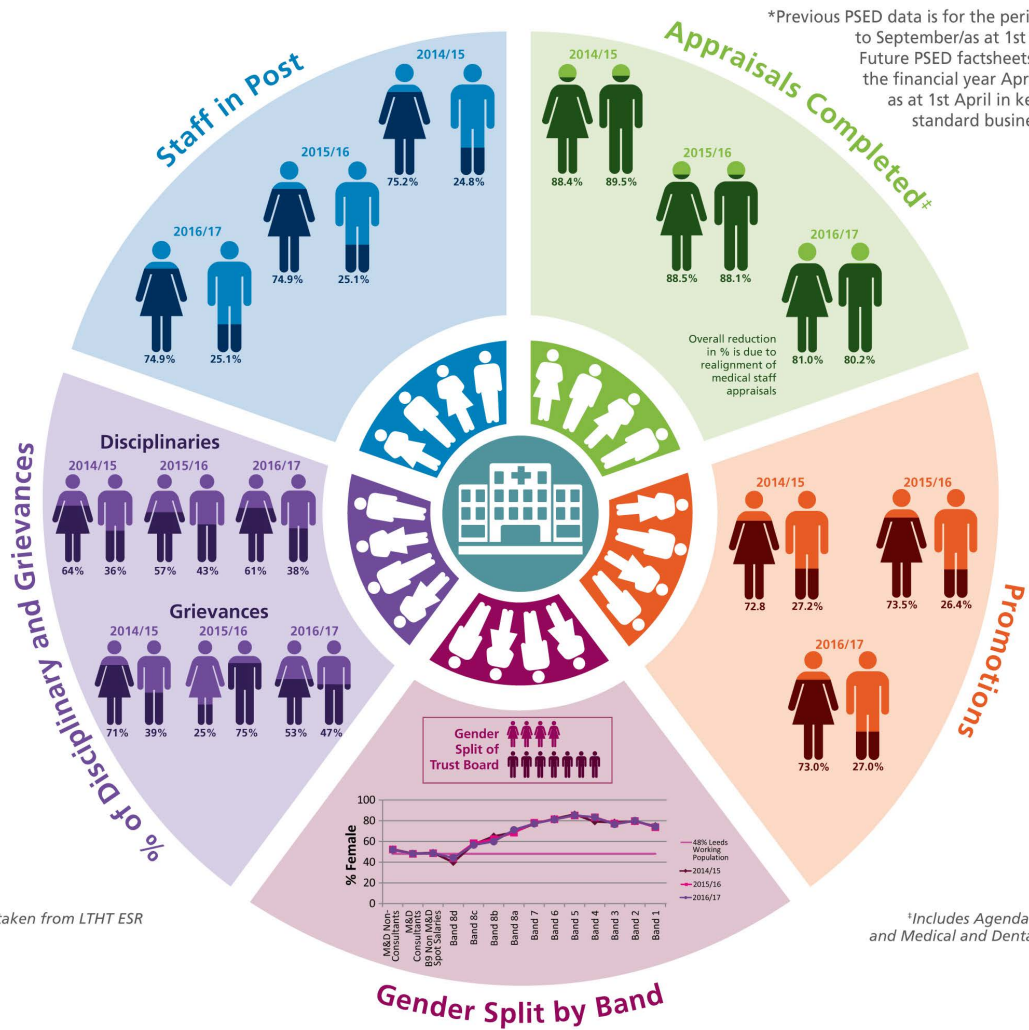 *Previous PSED data is for the peri
to September/as at 1st
Future PSED factsheets
the financial year Apr
as at 1st April in ke
standard busine
Staff in Post
2014/15
75.2% 24.8%
2015/16
74.9% 25.1%
2016/17
74.9% 25.1%
Appraisals Completed‡
2014/15
88.4% 89.5%
2015/16
88.5% 88.1%
2016/17
81.0% 80.2%
Overall reduction
in % is due to
realignment of
medical staff
appraisals
% of Disciplinary and Grievances
Disciplinaries
2014/15 2015/16 2016/17
64% 36% 57% 43% 61% 38%
Grievances
2014/15 2015/16 2016/17
71% 39% 25% 75% 53% 47%
Promotions
2014/15
72.8 27.2%
2015/16
73.5% 26.4%
2016/17
73.0% 27.0%
Gender
Split of
Trust Board
% Female
100
80
60
40
20
0
M&D Non-
Consultants
M&D
Consultants
B9 Non M&D
Spot Salaries
Band 8d
Band 8c
Band 8b
Band 8a
Band 7
Band 6
Band 5
Band 4
Band 3
Band 2
Band 1
48% Leeds
Working
Population
2014/15
2015/16
2016/17
Gender Split by Band
taken from LTHT ESR
‡Includes Agenda
and Medical and Denta